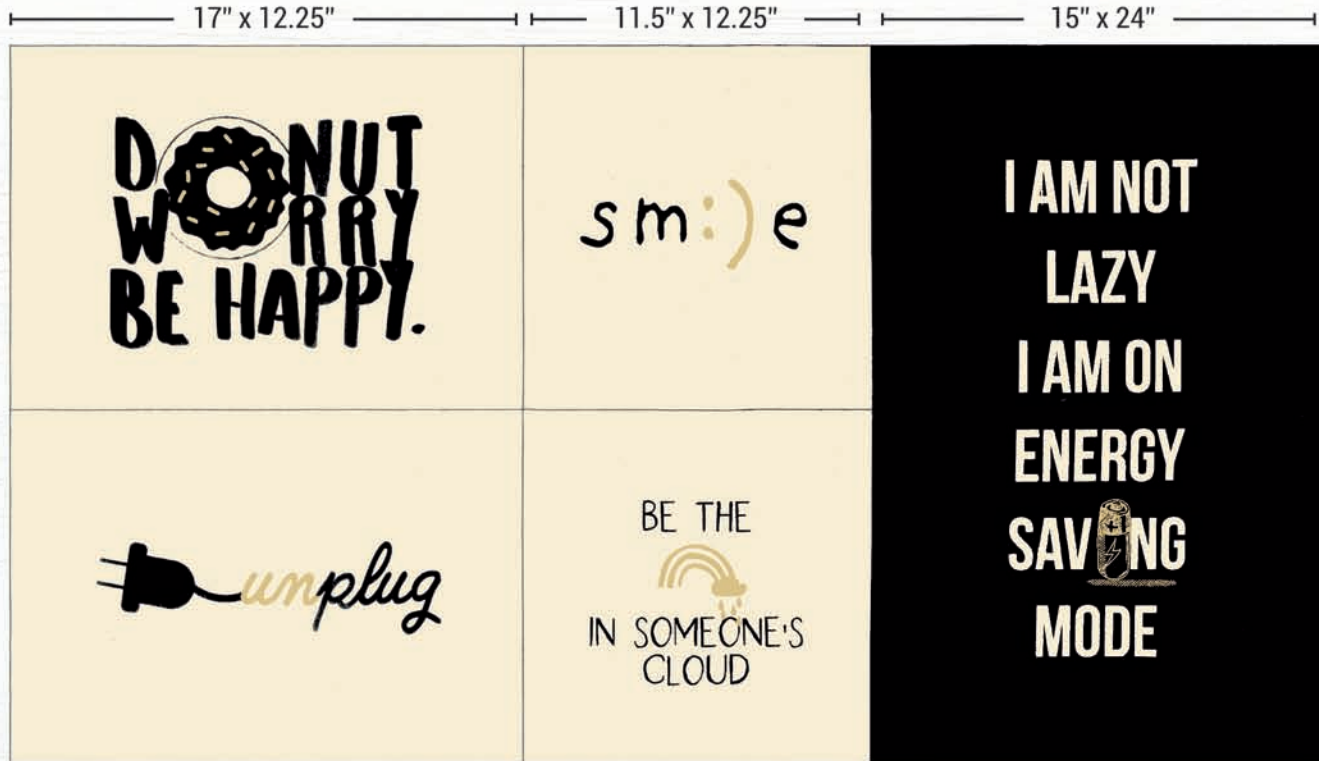 17" x 12.25"
11.5" x 12.25"
15" x 24"
DONUT
WORRY
BE HAPPY.
sm:)e
unplug
BE THE
IN SOMEONE'S
CLOUD
I AM NOT
LAZY
I AM ON
ENERGY
SAVING
MODE